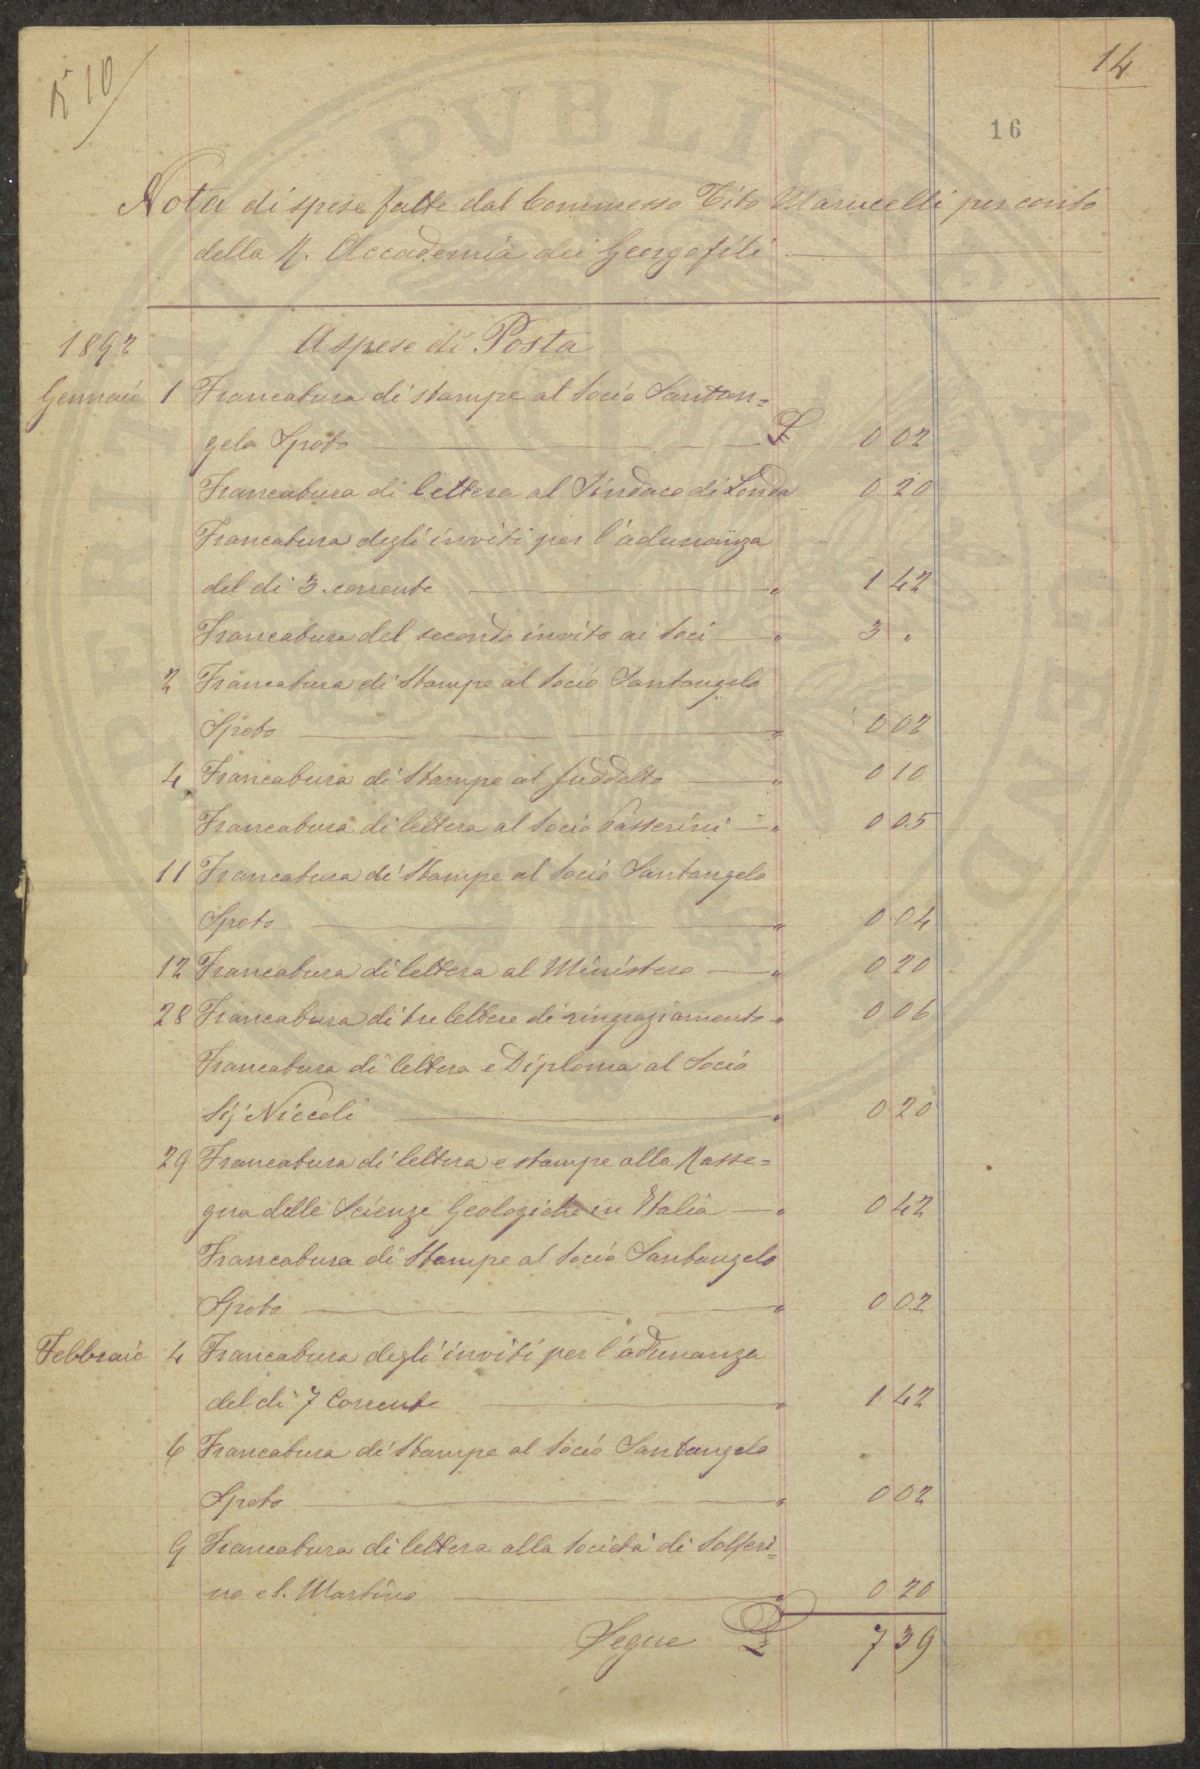 N° 10
14
16
Nota di spese fatte dal Commesso Tito Marucelli per conto
della R. Accademia dei Georgofili
1892 A spese di Posta
Gennaio 1 Francatura di stampe al Socio Santan=
gelo Spoto £ 0 02
Francatura di lettera al Sindaco di Londa 0 20
Francatura degli inviti per l'adunanza
del di 3. corrente " 1 42
Francatura del secondo invito ai Soci " 3 "
2 Francatura di Stampe al Socio Santangelo
Spoto " 0 02
4 Francatura di Stampe al suddetto " 0 10
Francatura di lettera al Socio Passerini " 0 05
11 Francatura di Stampe al Socio Santangelo
Spoto " 0 04
12 Francatura di lettera al Ministero " 0 20
28 Francatura di tre lettere di ringraziamento " 0 06
Francatura di lettera e Diploma al Socio
Sig Niccoli " 0 20
29 Francatura di lettera e stampe alla Rasse=
gna delle Scienze Geologiche in Italia " 0 42
Francatura di Stampe al Socio Santangelo
Spoto " 0 02
Febbraio 4 Francatura degli inviti per l'adunanza
del di 7 Corrente " 1 42
6 Francatura di Stampe al Socio Santangelo
Spoto " 0 02
9 Francatura di lettera alla Società di Solferi=
no e S. Martino " 0 20
Segue £ 7 39